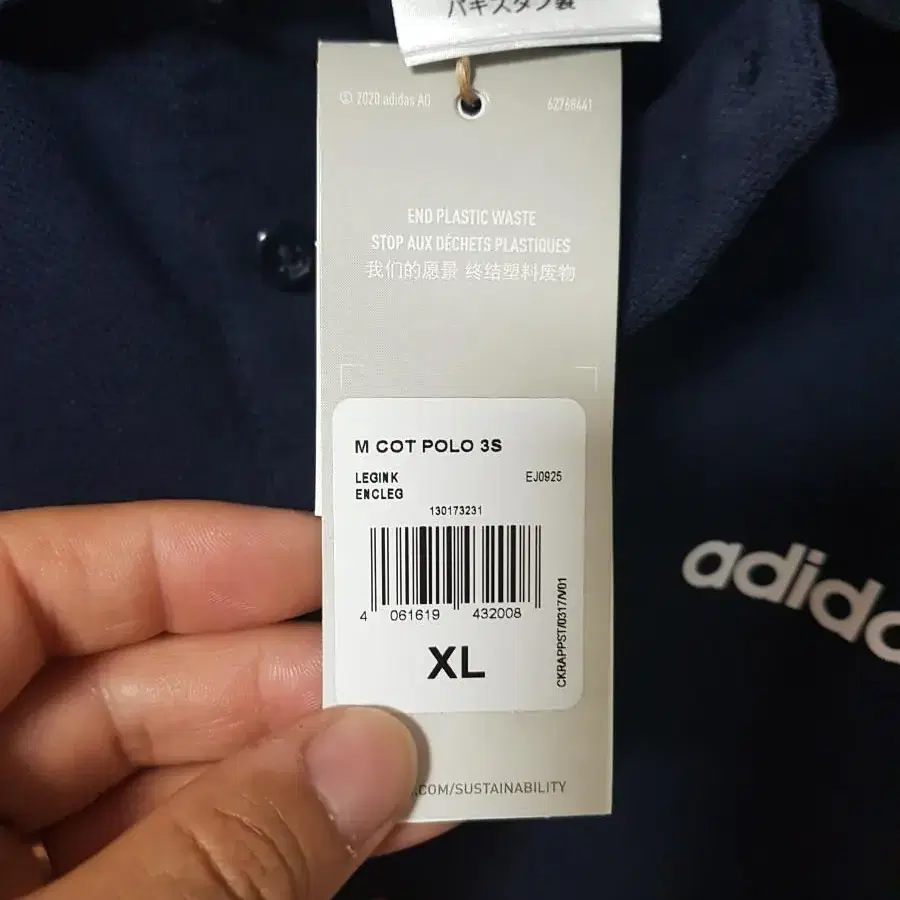 パキスタン製
© 2020 adidas AG
62768441
END PLASTIC WASTE
STOP AUX DÉCHETS PLASTIQUES
我们的愿景 终结塑料废物
M COT POLO 3S
LEGINK
EJ0925
ENCLEG
130173231
4 061619 432008
CKRAPPST/0317/V01
XL
.COM/SUSTAINABILITY
adida